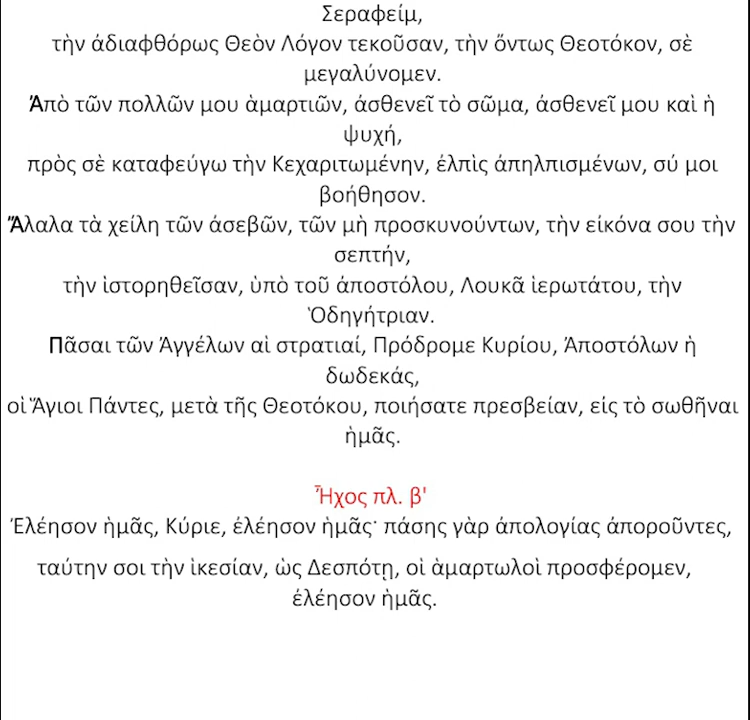 Σεραφείμ,
τὴν ἀδιαφθόρως Θεὸν Λόγον τεκοῦσαν, τὴν ὄντως Θεοτόκον, σὲ
μεγαλύνομεν.
Ἀπὸ τῶν πολλῶν μου ἁμαρτιῶν, ἀσθενεῖ τὸ σῶμα, ἀσθενεῖ μου καὶ ἡ
ψυχή,
πρὸς σὲ καταφεύγω τὴν Κεχαριτωμένην, ἐλπὶς ἀπηλπισμένων, σύ μοι
βοήθησον.
Ἄλαλα τὰ χείλη τῶν ἀσεβῶν, τῶν μὴ προσκυνούντων, τὴν εἰκόνα σου τὴν
σεπτήν,
τὴν ἱστορηθεῖσαν, ὑπὸ τοῦ ἀποστόλου, Λουκᾶ ἱερωτάτου, τὴν
Ὁδηγήτριαν.
Πᾶσαι τῶν Ἀγγέλων αἱ στρατιαί, Πρόδρομε Κυρίου, Ἀποστόλων ἡ
δωδεκάς,
οἱ Ἅγιοι Πάντες, μετὰ τῆς Θεοτόκου, ποιήσατε πρεσβείαν, εἰς τὸ σωθῆναι
ἡμᾶς.
Ἦχος πλ. β'
Ἐλέησον ἡμᾶς, Κύριε, ἐλέησον ἡμᾶς· πάσης γὰρ ἀπολογίας ἀποροῦντες,
ταύτην σοι τὴν ἱκεσίαν, ὡς Δεσπότῃ, οἱ ἁμαρτωλοὶ προσφέρομεν,
ἐλέησον ἡμᾶς.